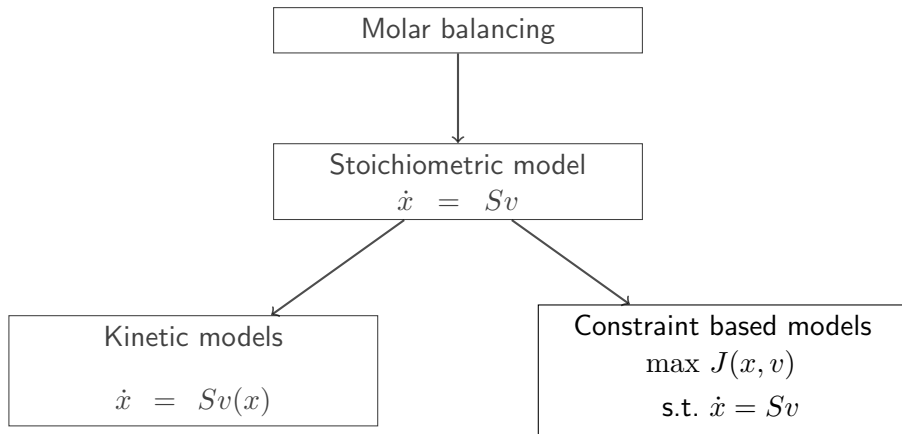 Molar balancing
Stoichiometric model
ẋ = Sv
Kinetic models
ẋ = Sv(x)
Constraint based models
max J(x, v)
s.t. ẋ = Sv